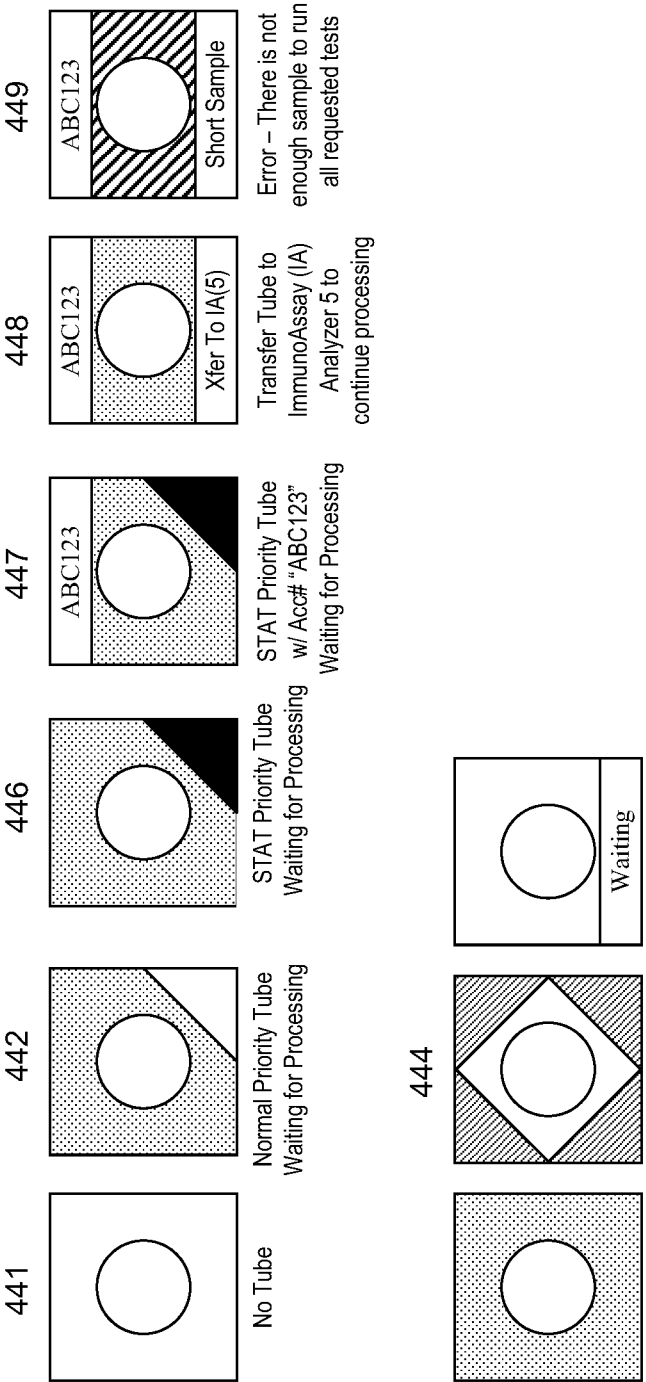 441
No Tube
442
Normal Priority Tube
Waiting for Processing
446
STAT Priority Tube
Waiting for Processing
447
ABC123
STAT Priority Tube
w/ Acc# “ABC123”
Waiting for Processing
448
ABC123
Xfer To IA(5)
Transfer Tube to
ImmunoAssay (IA)
Analyzer 5 to
continue processing
449
ABC123
Short Sample
Error – There is not
enough sample to run
all requested tests
444
Waiting